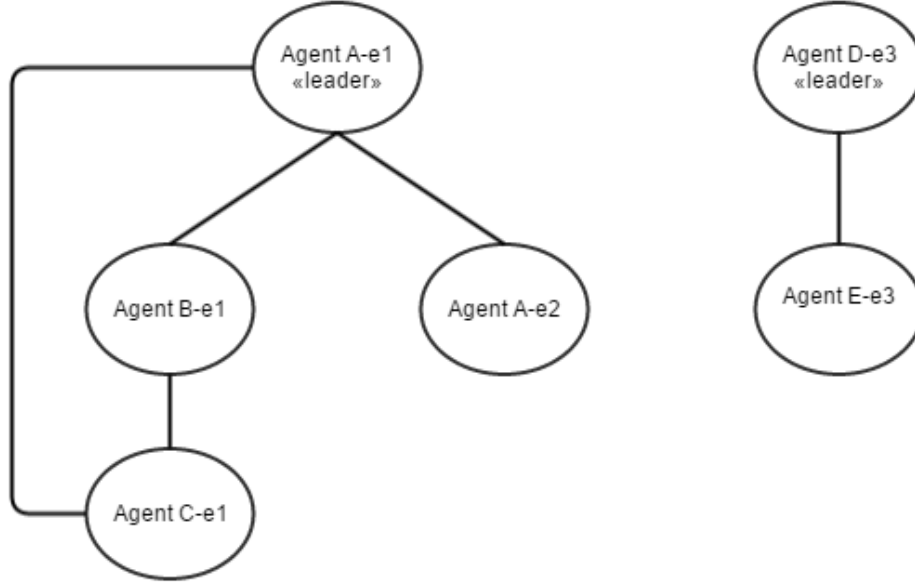 Agent A-e1
«leader»
Agent D-e3
«leader»
Agent B-e1
Agent A-e2
Agent E-e3
Agent C-e1